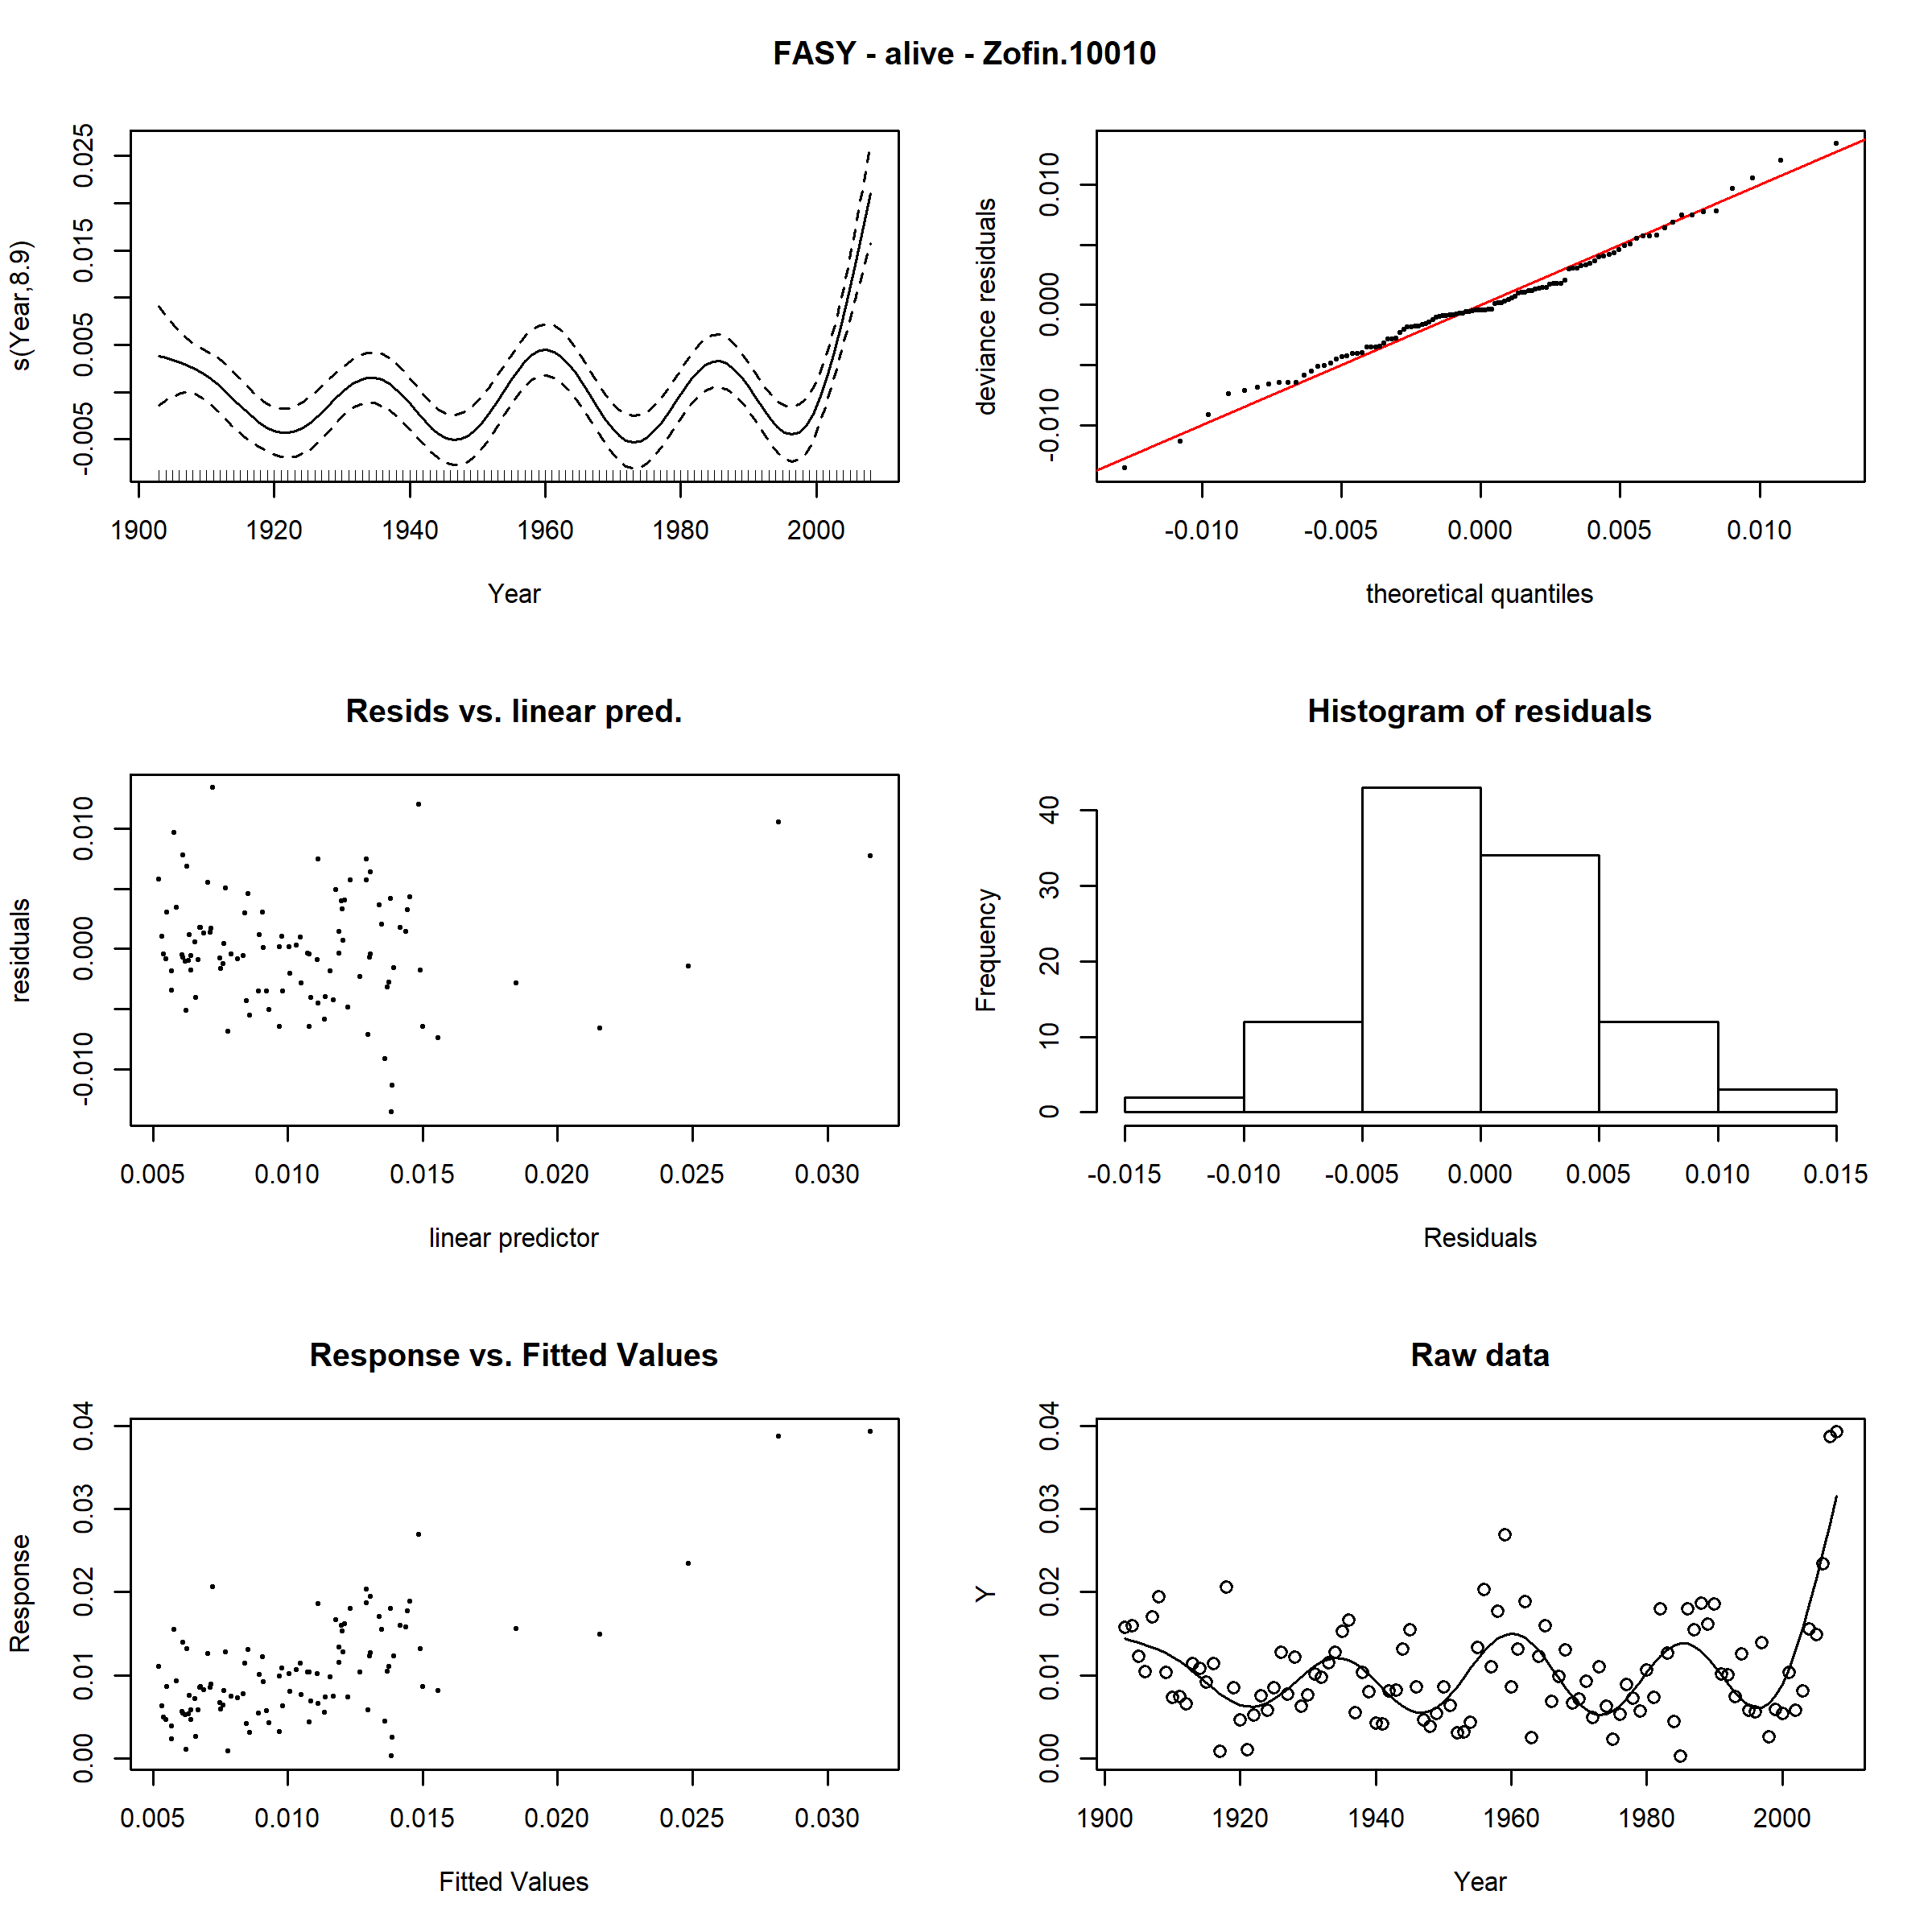 FASY - alive - Zofin.10010
s(Year,8.9)
-0.005 0.005 0.015 0.025
1900 1920 1940 1960 1980 2000
Year
deviance residuals
-0.010 0.000 0.010
-0.010 -0.005 0.000 0.005 0.010
theoretical quantiles
Resids vs. linear pred.
residuals
-0.010 0.000 0.010
0.005 0.010 0.015 0.020 0.025 0.030
linear predictor
Histogram of residuals
Frequency
0 10 20 30 40
-0.015 -0.010 -0.005 0.000 0.005 0.010 0.015
Residuals
Response vs. Fitted Values
Response
0.00 0.01 0.02 0.03 0.04
0.005 0.010 0.015 0.020 0.025 0.030
Fitted Values
Raw data
Y
0.00 0.01 0.02 0.03 0.04
1900 1920 1940 1960 1980 2000
Year